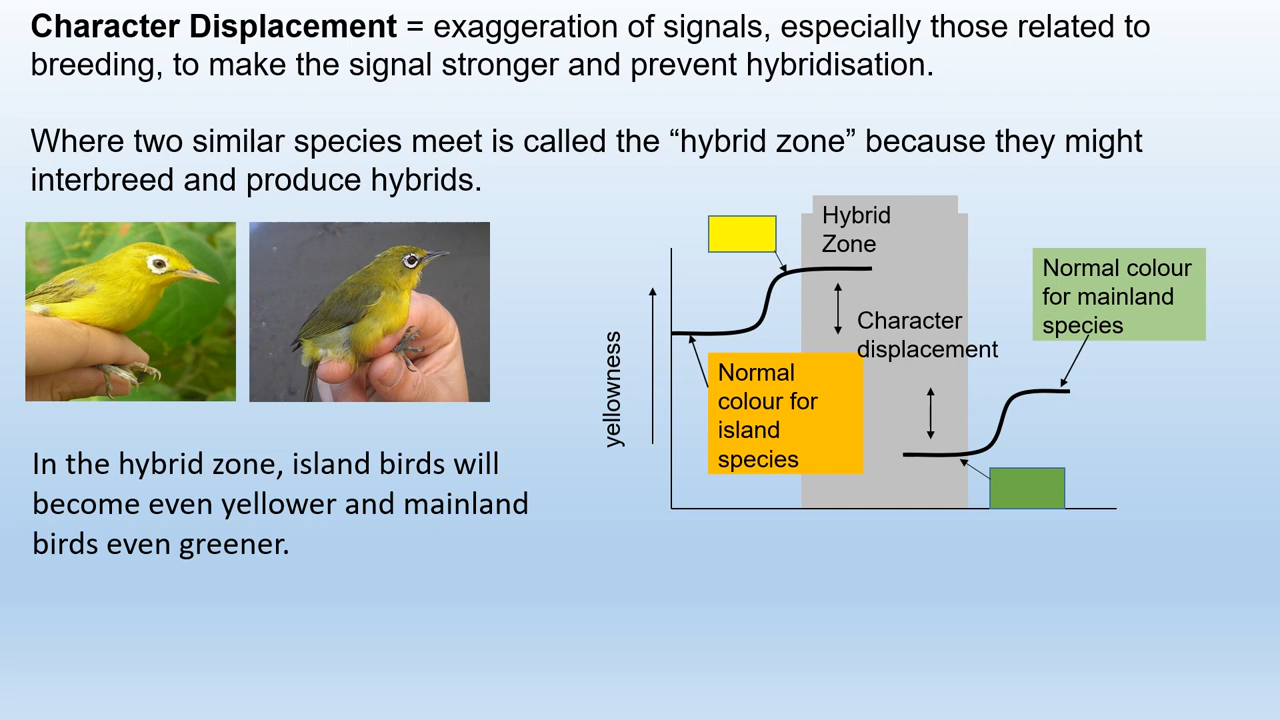 Character Displacement = exaggeration of signals, especially those related to
breeding, to make the signal stronger and prevent hybridisation.
Where two similar species meet is called the “hybrid zone” because they might
interbreed and produce hybrids.
Hybrid
Zone
Normal colour
for mainland
species
Character
displacement
yellowness
Normal
colour for
island
species
In the hybrid zone, island birds will
become even yellower and mainland
birds even greener.